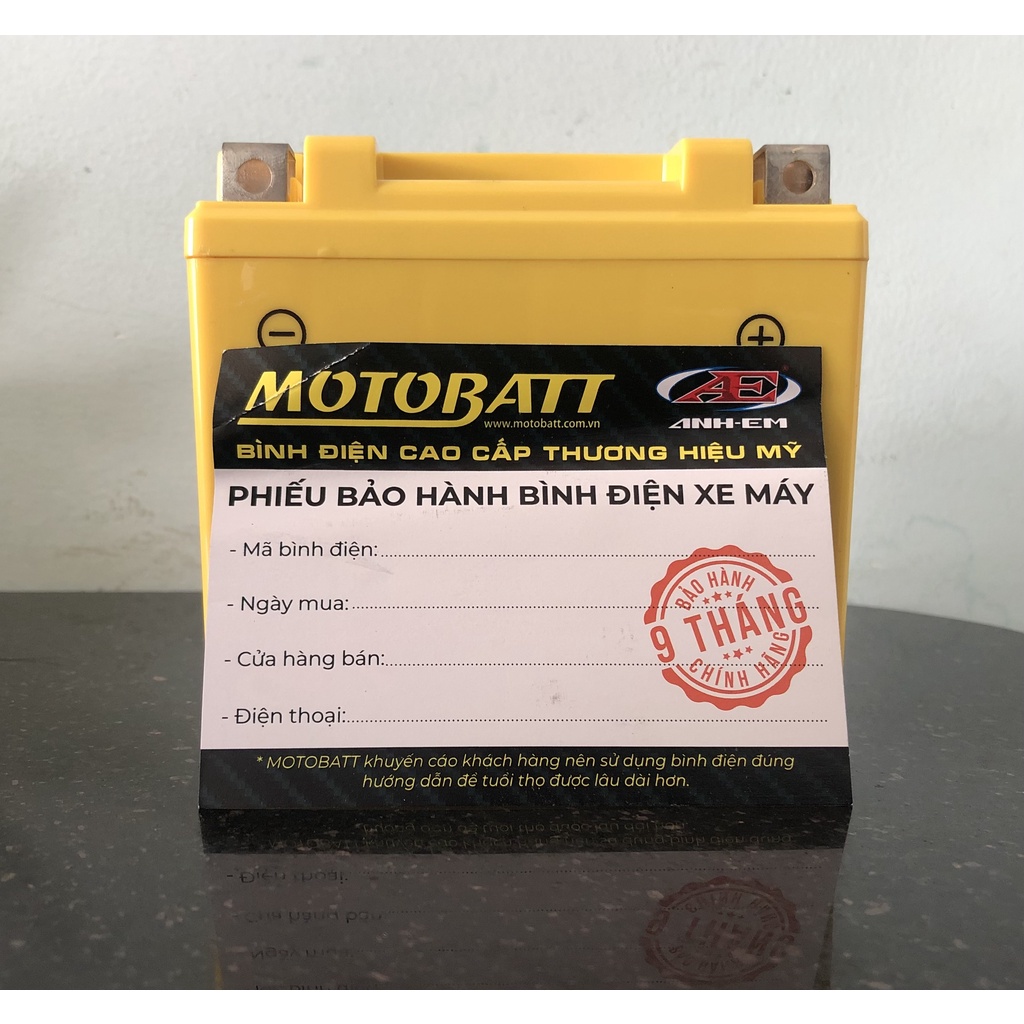 MOTOBATT
www.motobatt.com.vn
AE
ANH-EM
BÌNH ĐIỆN CAO CẤP THƯƠNG HIỆU MỸ
PHIẾU BẢO HÀNH BÌNH ĐIỆN XE MÁY
- Mã bình điện:
- Ngày mua:
- Cửa hàng bán:
- Điện thoại:
BẢO HÀNH
9 THÁNG
CHÍNH HÃNG
* MOTOBATT khuyến cáo khách hàng nên sử dụng bình điện đúng
hướng dẫn để tuổi thọ được lâu dài hơn.